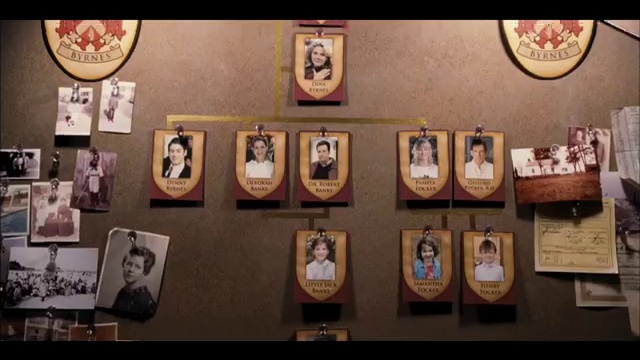 BYRNES
BYRNES
DINA
BYRNES
DENNY
BYRNES
DEBORAH
BANKS
DR. ROBERT
BANKS
PAMELA
FOCKER
GAYLORD
FOCKER, R.N.
LITTLE JACK
BANKS
SAMANTHA
FOCKER
HENRY
FOCKER